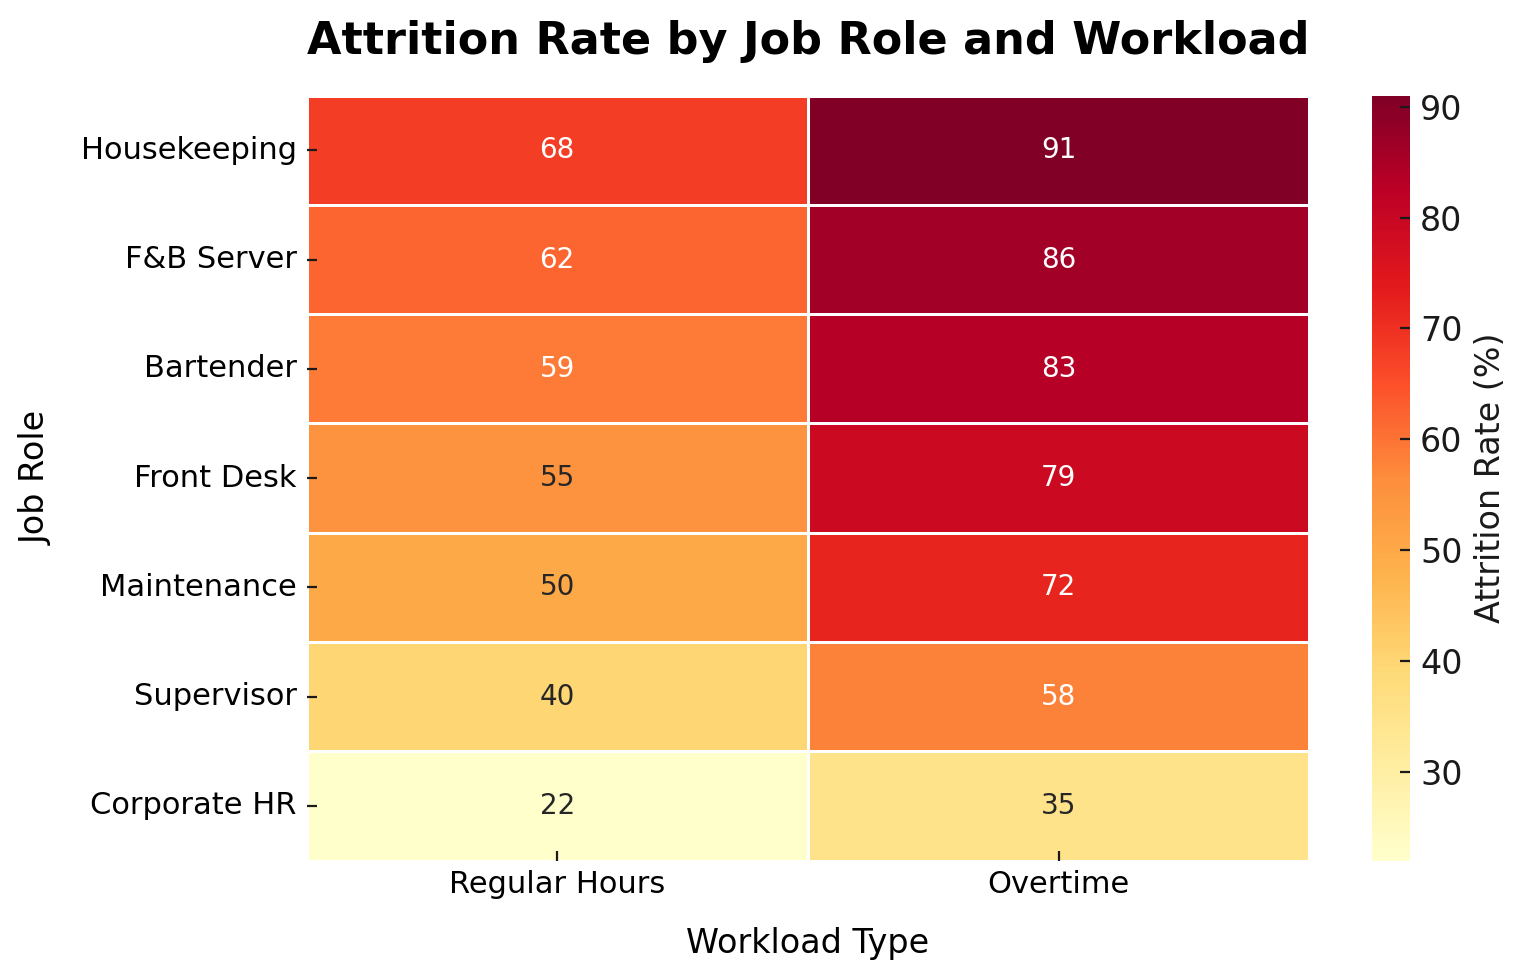 Attrition Rate by Job Role and Workload
Job Role
Housekeeping 68 91
F&B Server 62 86
Bartender 59 83
Front Desk 55 79
Maintenance 50 72
Supervisor 40 58
Corporate HR 22 35
Regular Hours Overtime
Workload Type
90
80
70
60
50
40
30
Attrition Rate (%)